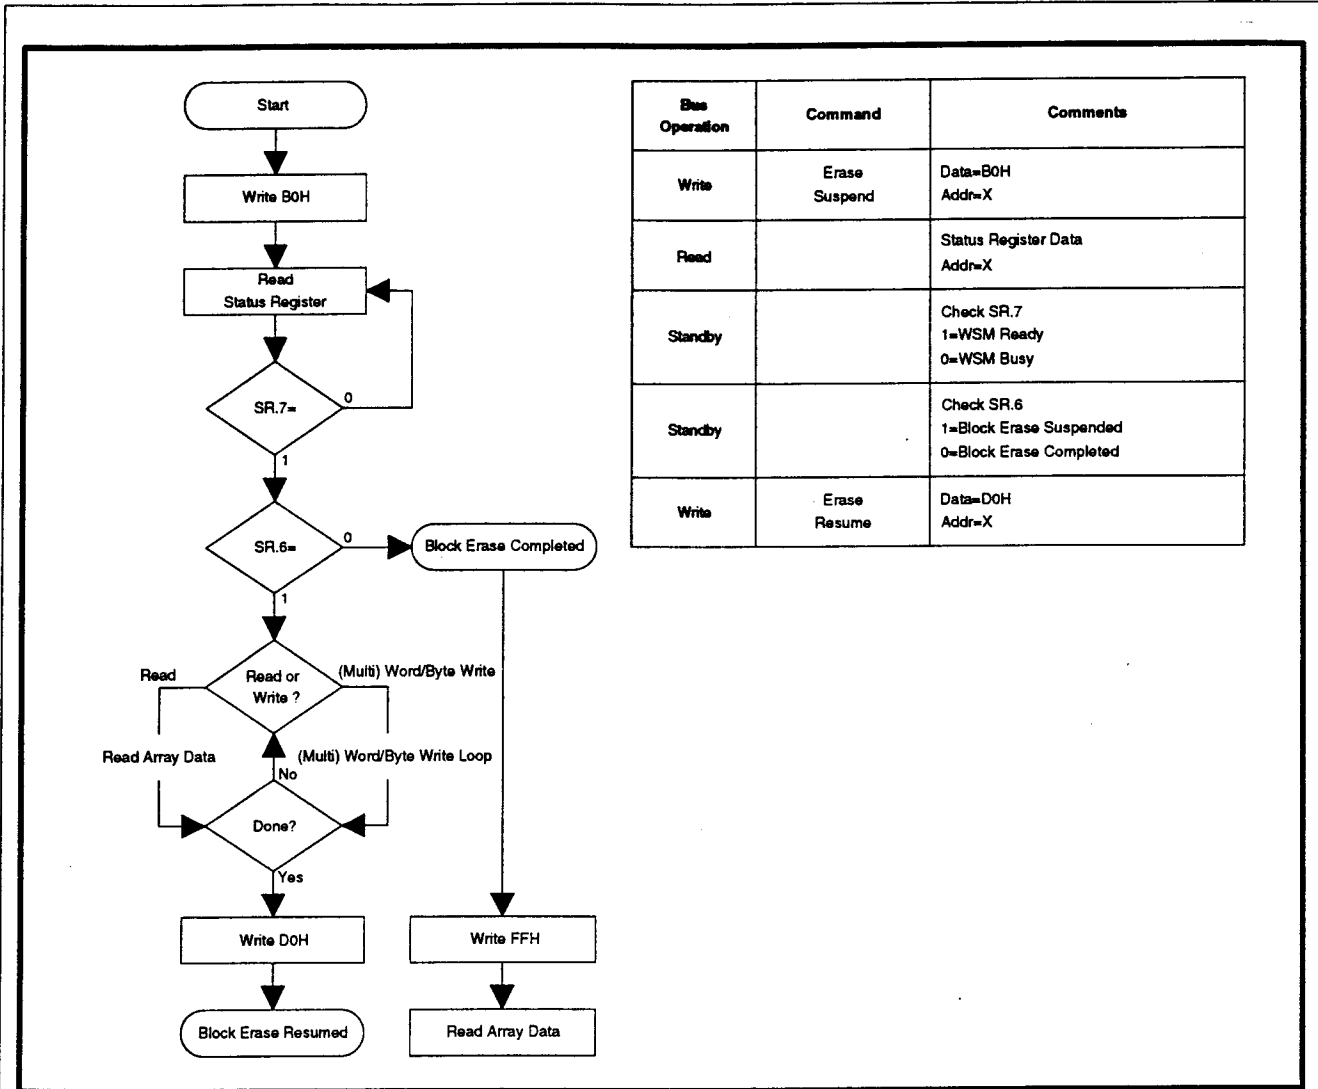 Start
Write B0H
Read
Status Register
SR.7=
0
1
SR.6=
0
Block Erase Completed
1
Read
Read or
Write ?
(Multi) Word/Byte Write
Read Array Data
(Multi) Word/Byte Write Loop
No
Done?
Yes
Write D0H
Write FFH
Block Erase Resumed
Read Array Data
Bus
Operation
Command
Comments
Write
Erase
Suspend
Data=B0H
Addr=X
Read
Status Register Data
Addr=X
Standby
Check SR.7
1=WSM Ready
0=WSM Busy
Standby
Check SR.6
1=Block Erase Suspended
0=Block Erase Completed
Write
Erase
Resume
Data=D0H
Addr=X